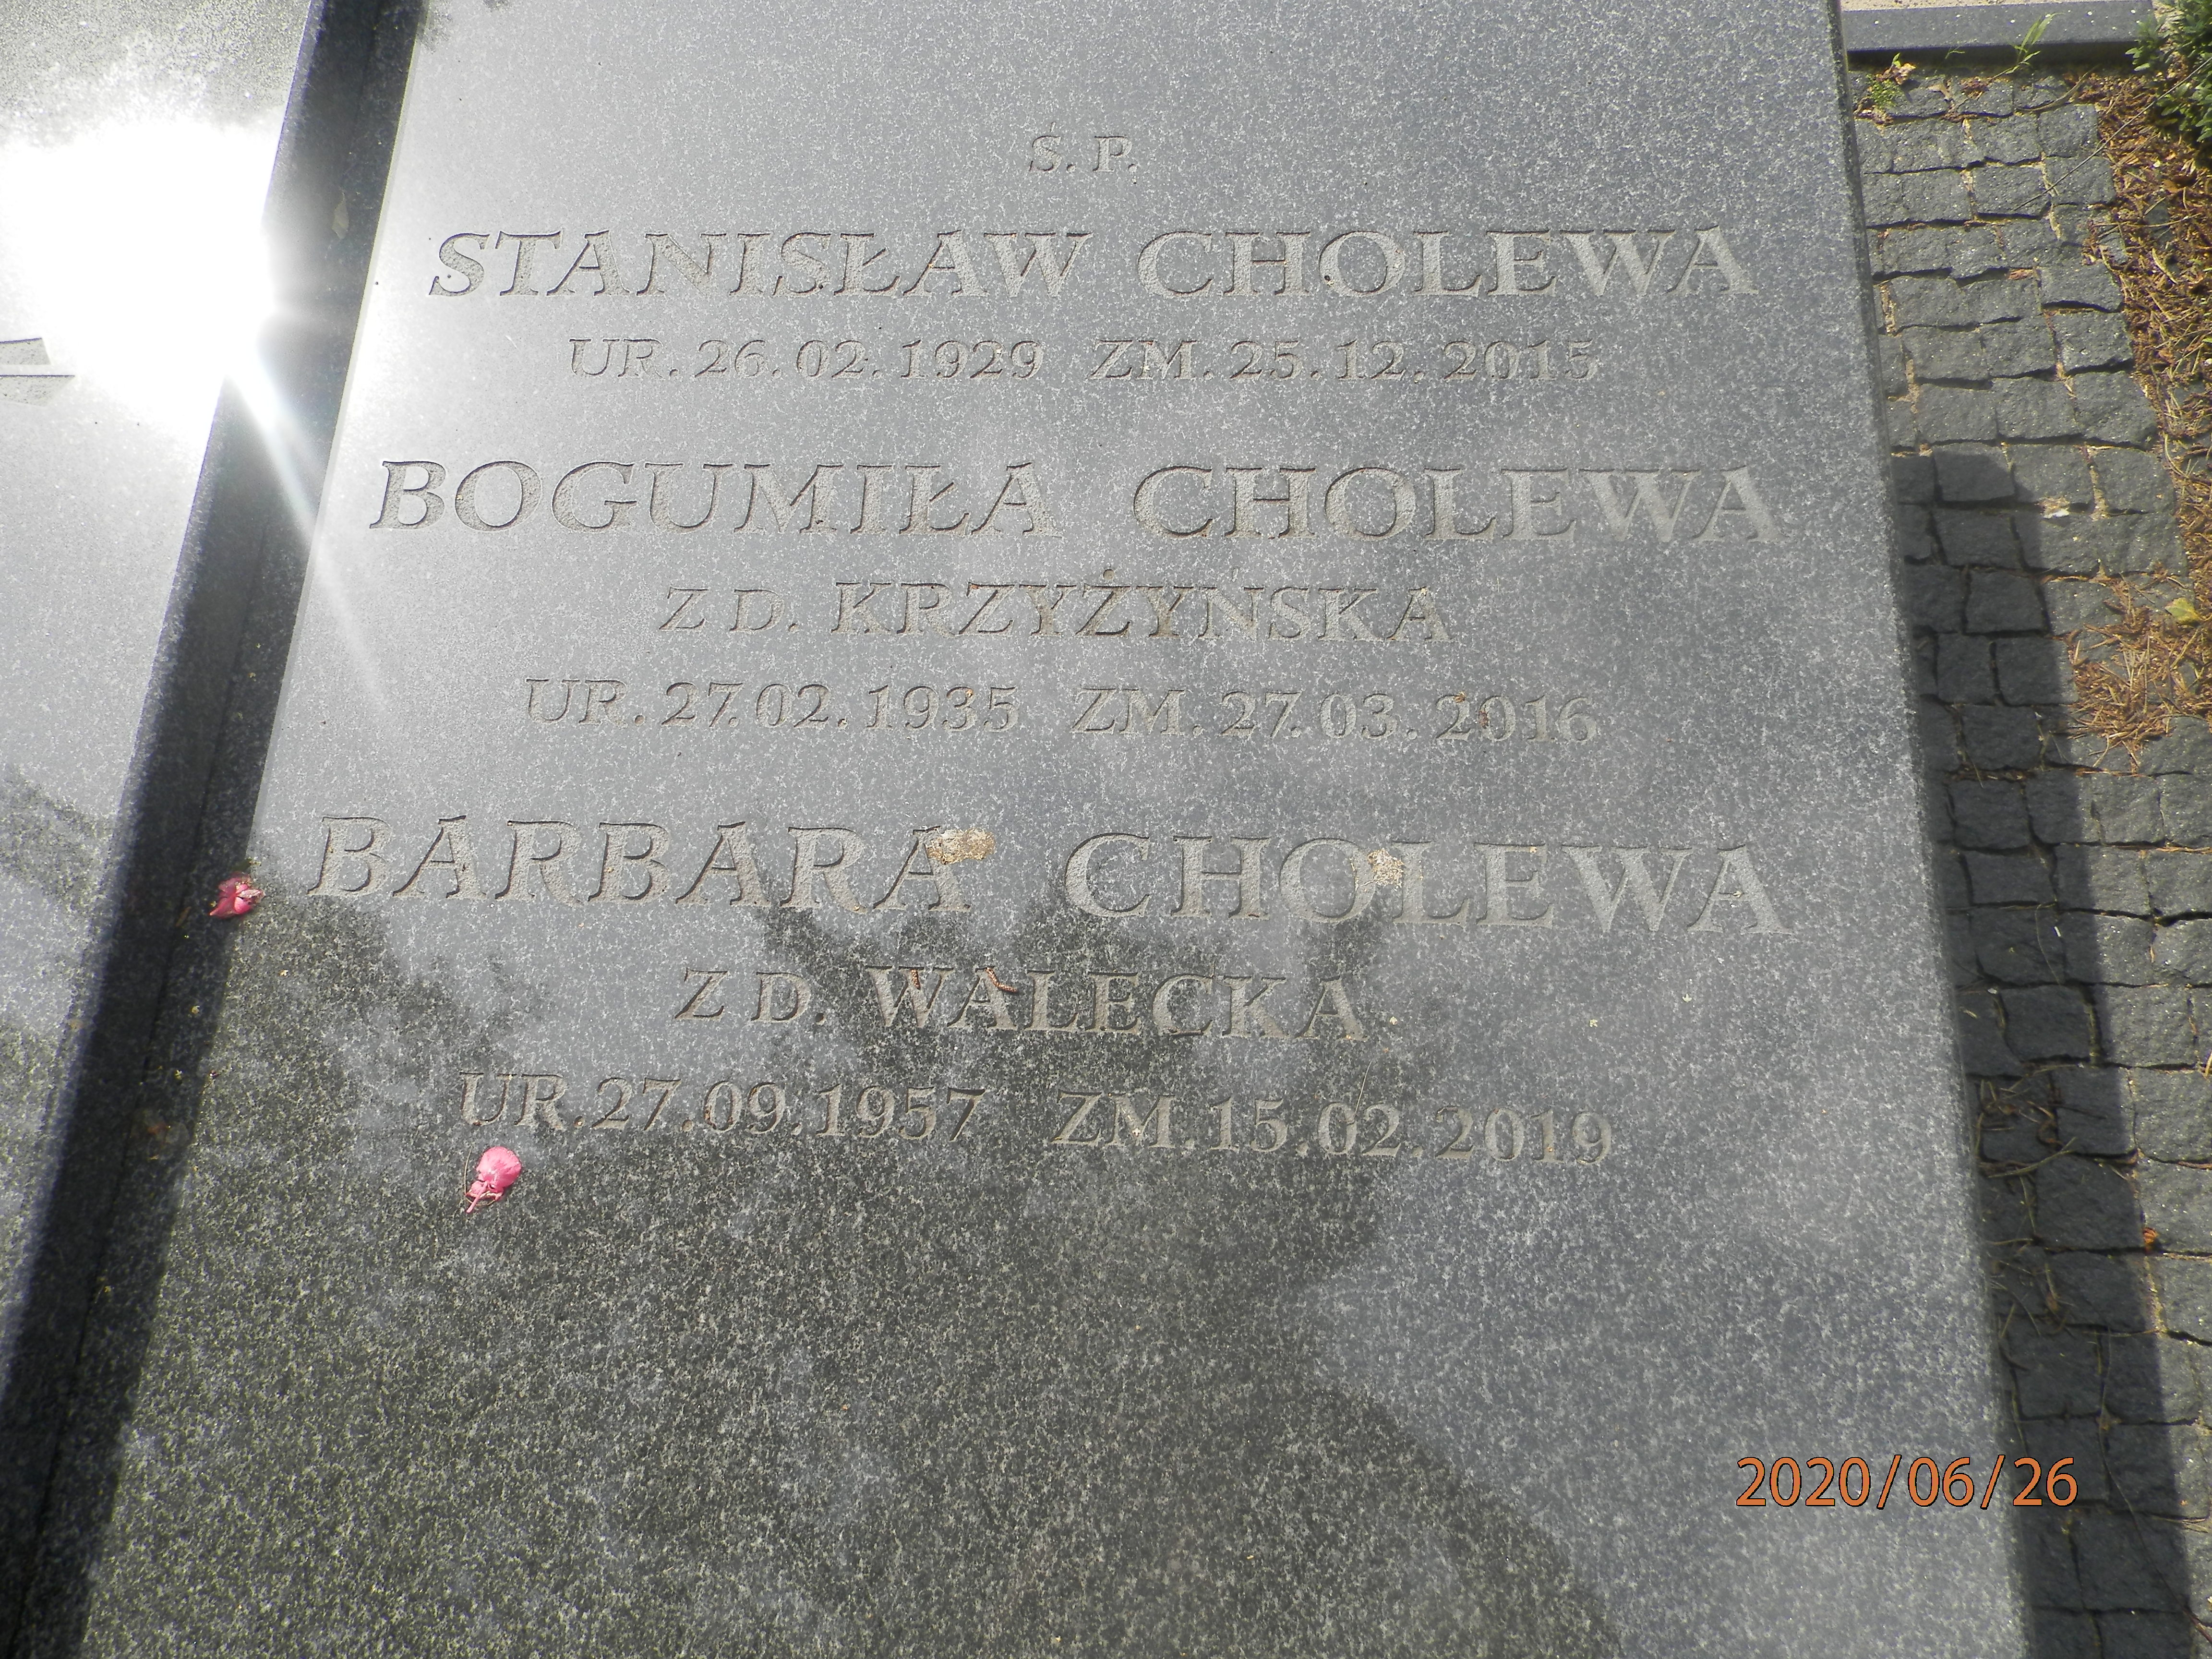 Ś. P.
STANISŁAW CHOLEWA
UR. 26. 02. 1929 ZM. 25. 12. 2015
BOGUMIŁA CHOLEWA
Z D. KRZYŻYŃSKA
UR. 27. 02. 1935 ZM. 27. 03. 2016
BARBARA CHOLEWA
Z D. WALECKA
UR. 27. 09. 1957 ZM. 15. 02. 2019
2020/06/26